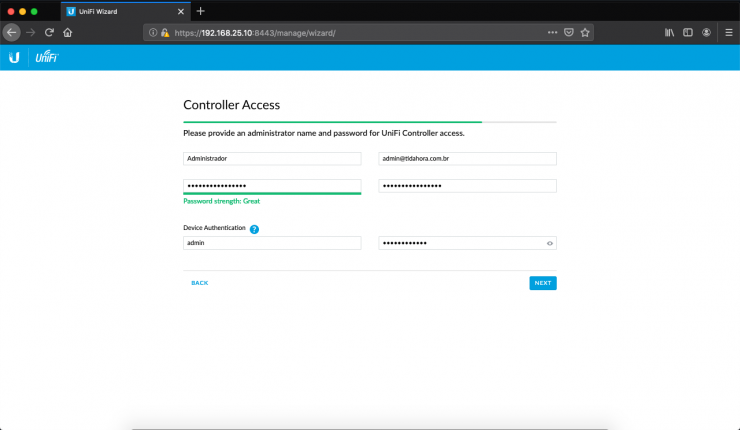 UniFi Wizard
https://192.168.25.10:8443/manage/wizard/
U UniFi
Controller Access
Please provide an administrator name and password for UniFi Controller access.
Administrador admin@tidahora.com.br
•••••••••••••••• ••••••••••••••••
Password strength: Great
Device Authentication ?
admin ••••••••••••
BACK NEXT